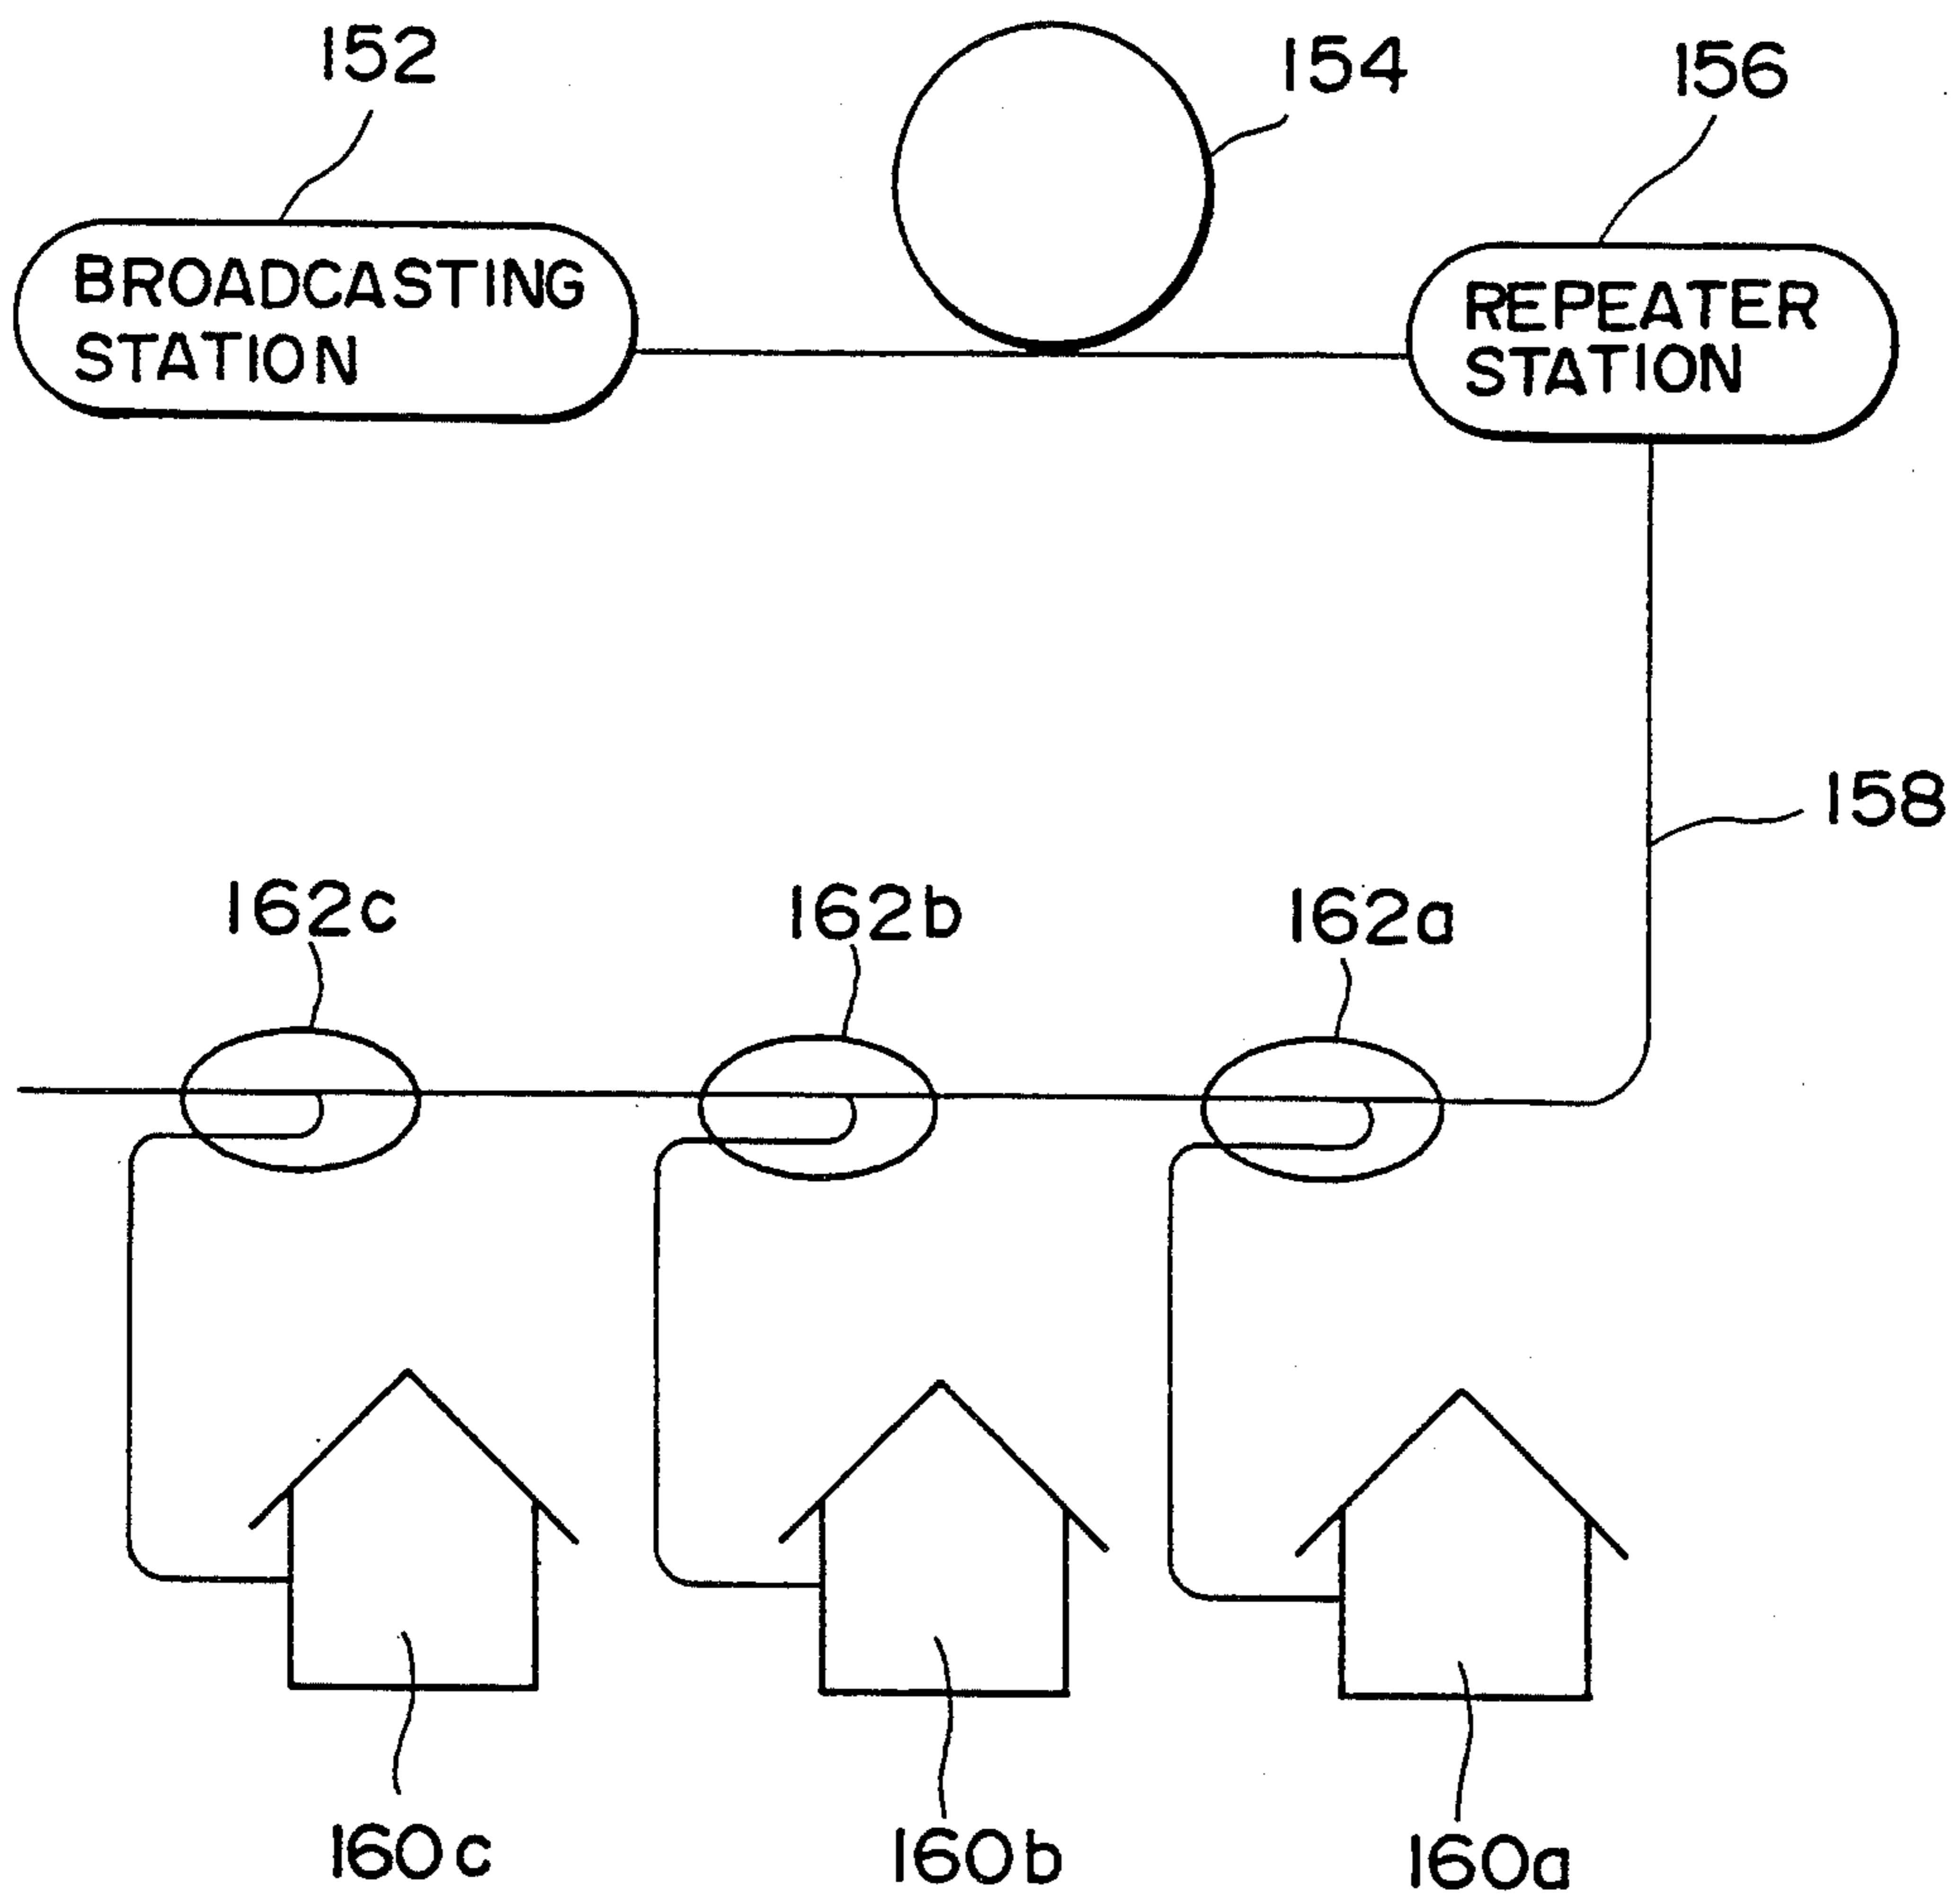 152
154
156
BROADCASTING
STATION
REPEATER
STATION
158
162c
162b
162a
160c
160b
160a